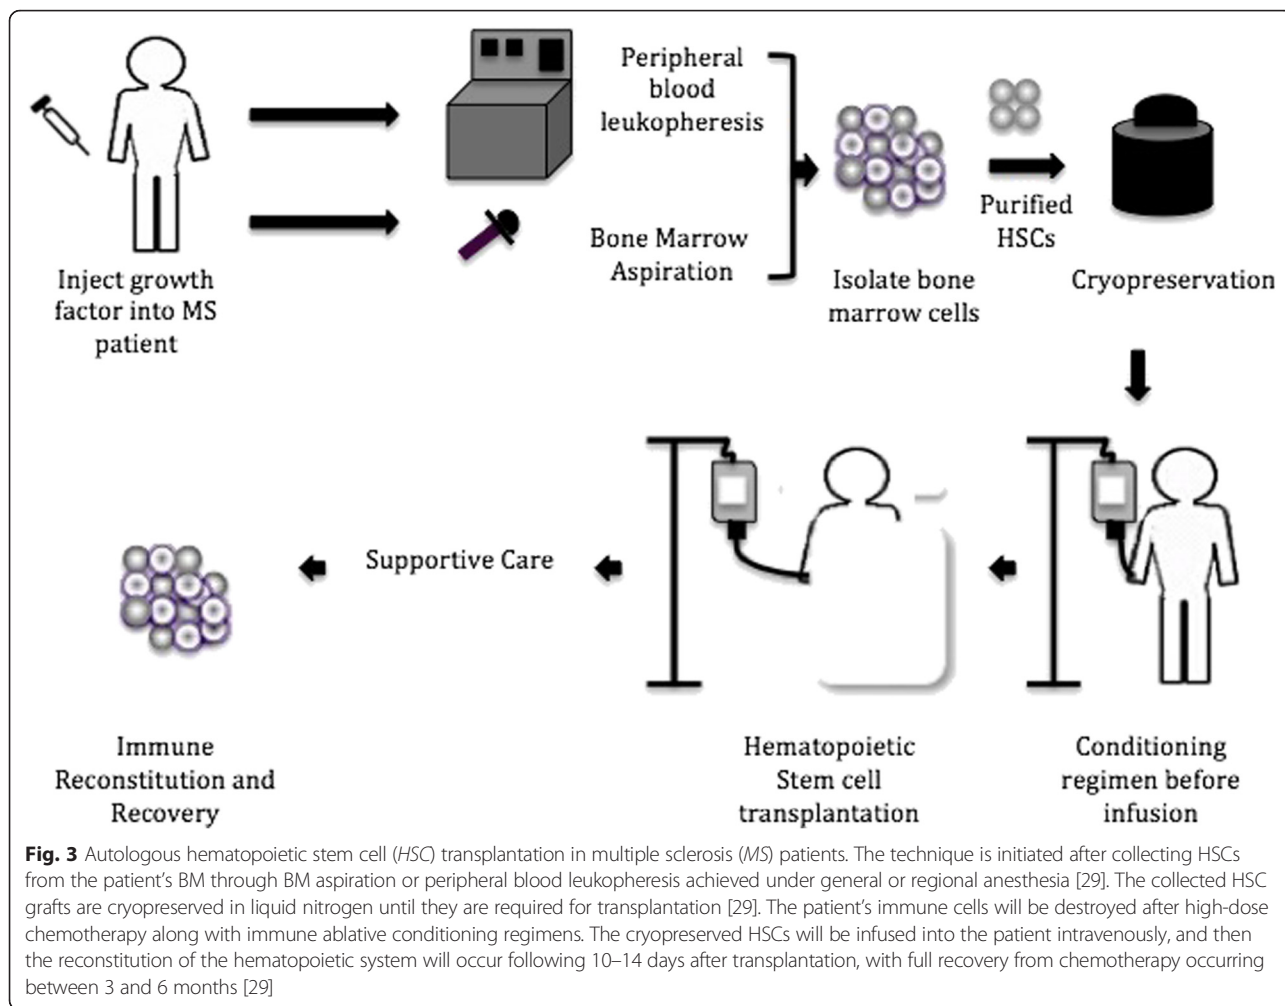 Inject growth
factor into MS
patient
Peripheral
blood
leukopheresis
Bone Marrow
Aspiration
Isolate bone
marrow cells
Purified
HSCs
Cryopreservation
Conditioning
regimen before
infusion
Hematopoietic
Stem cell
transplantation
Supportive Care
Immune
Reconstitution and
Recovery
Fig. 3 Autologous hematopoietic stem cell (HSC) transplantation in multiple sclerosis (MS) patients. The technique is initiated after collecting HSCs
from the patient’s BM through BM aspiration or peripheral blood leukopheresis achieved under general or regional anesthesia [29]. The collected HSC
grafts are cryopreserved in liquid nitrogen until they are required for transplantation [29]. The patient’s immune cells will be destroyed after high-dose
chemotherapy along with immune ablative conditioning regimens. The cryopreserved HSCs will be infused into the patient intravenously, and then
the reconstitution of the hematopoietic system will occur following 10–14 days after transplantation, with full recovery from chemotherapy occurring
between 3 and 6 months [29]